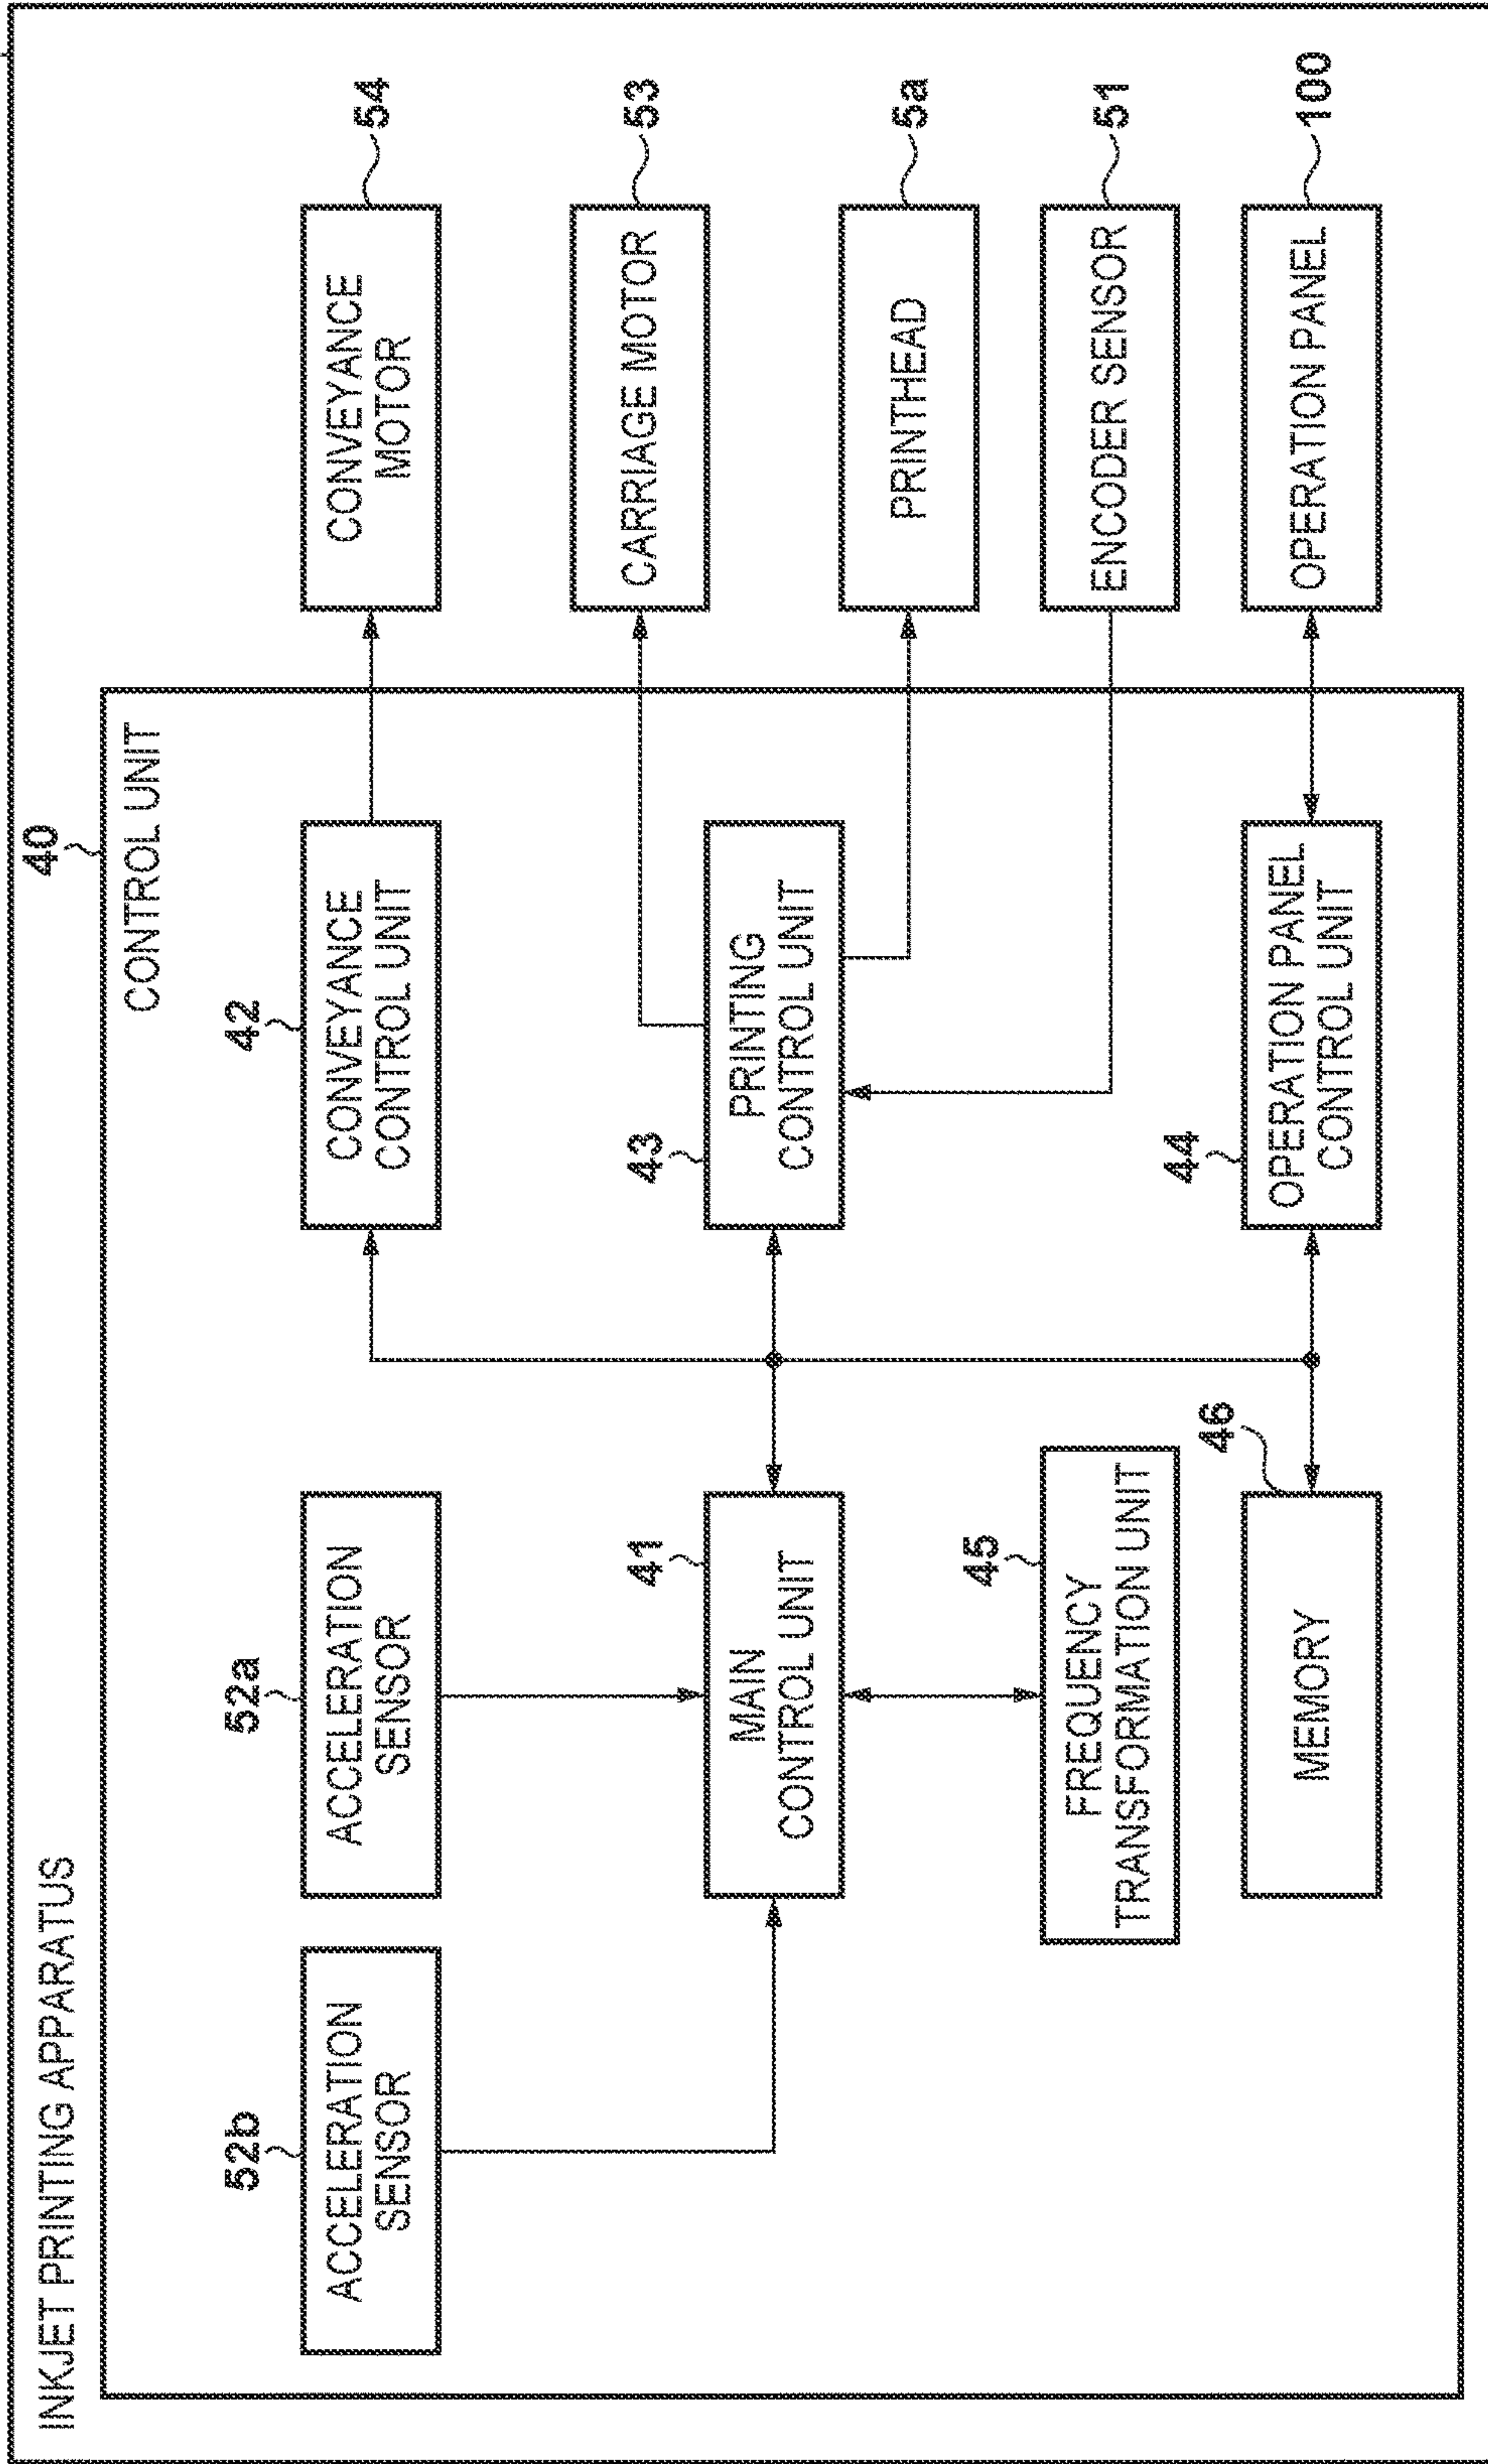 INKJET PRINTING APPARATUS
40
CONTROL UNIT
52b
ACCELERATION
SENSOR
52a
ACCELERATION
SENSOR
42
CONVEYANCE
CONTROL UNIT
CONVEYANCE
MOTOR
54
CARRIAGE MOTOR
53
41
MAIN
CONTROL UNIT
43
PRINTING
CONTROL UNIT
PRINTHEAD
5a
45
FREQUENCY
TRANSFORMATION UNIT
ENCODER SENSOR
51
46
MEMORY
44
OPERATION PANEL
CONTROL UNIT
OPERATION PANEL
100